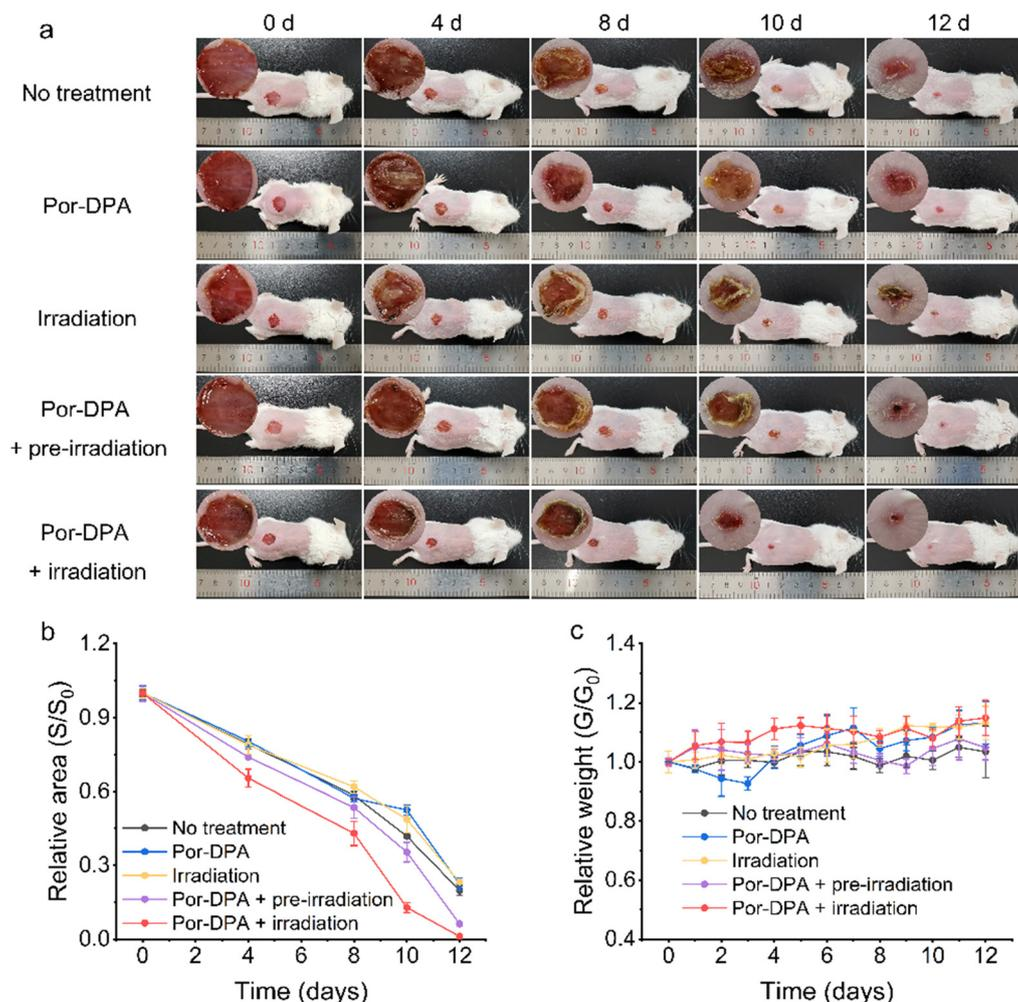 a
0 d 4 d 8 d 10 d 12 d
No treatment
Por-DPA
Irradiation
Por-DPA
+ pre-irradiation
Por-DPA
+ irradiation
b
Relative area (S/S₀)
1.2
0.9
0.6
0.3
0.0
No treatment
Por-DPA
Irradiation
Por-DPA + pre-irradiation
Por-DPA + irradiation
0 2 4 6 8 10 12
Time (days)
c
Relative weight (G/G₀)
1.4
1.2
1.0
0.8
0.6
0.4
No treatment
Por-DPA
Irradiation
Por-DPA + pre-irradiation
Por-DPA + irradiation
0 2 4 6 8 10 12
Time (days)